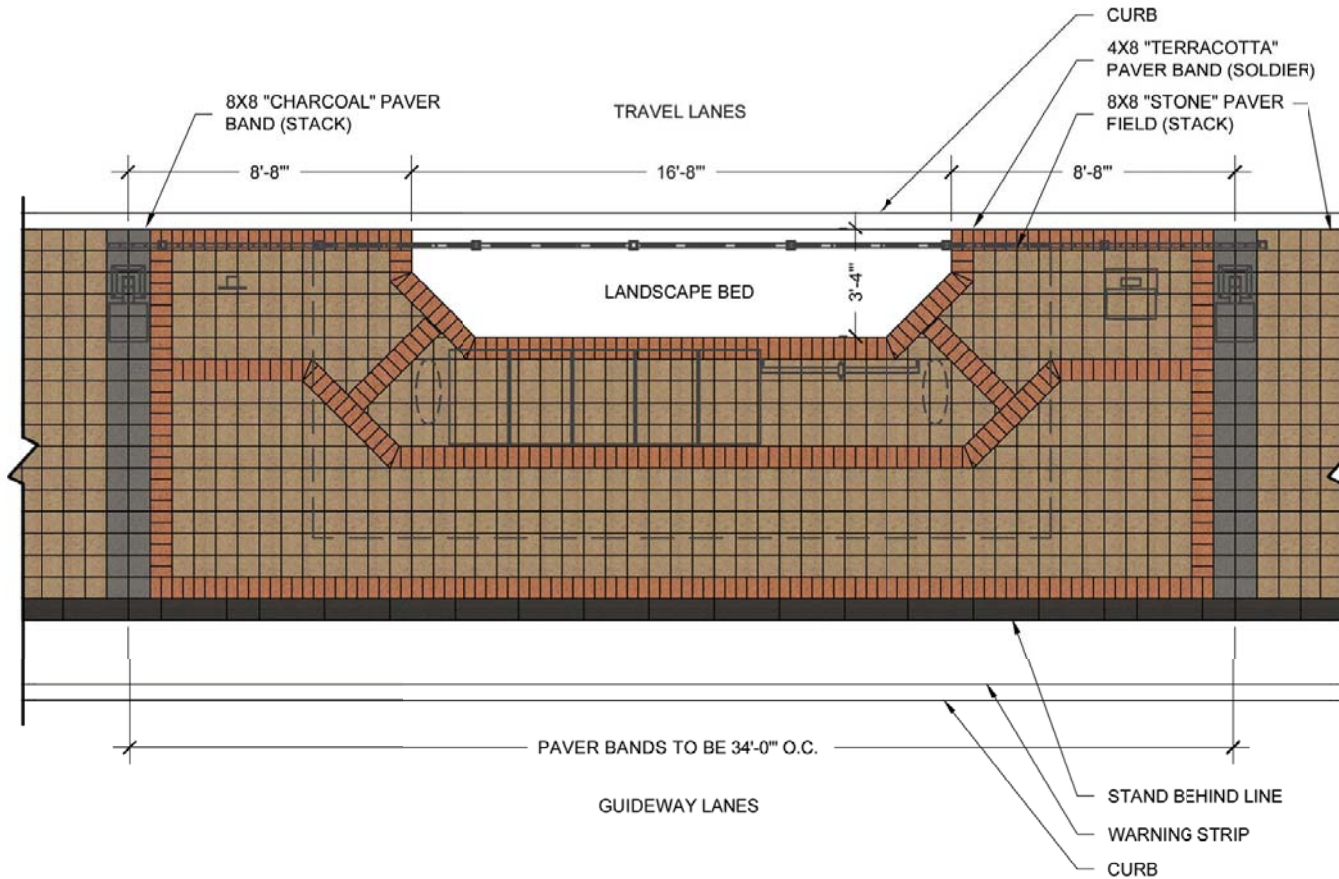 CURB
4X8 "TERRACOTTA"
PAVER BAND (SOLDIER)
8X8 "CHARCOAL" PAVER
BAND (STACK)
TRAVEL LANES
8X8 "STONE" PAVER
FIELD (STACK)
8'-8"'
16'-8"'
8'-8"'
LANDSCAPE BED
3'-4"'
PAVER BANDS TO BE 34'-0"' O.C.
GUIDEWAY LANES
STAND BEHIND LINE
WARNING STRIP
CURB